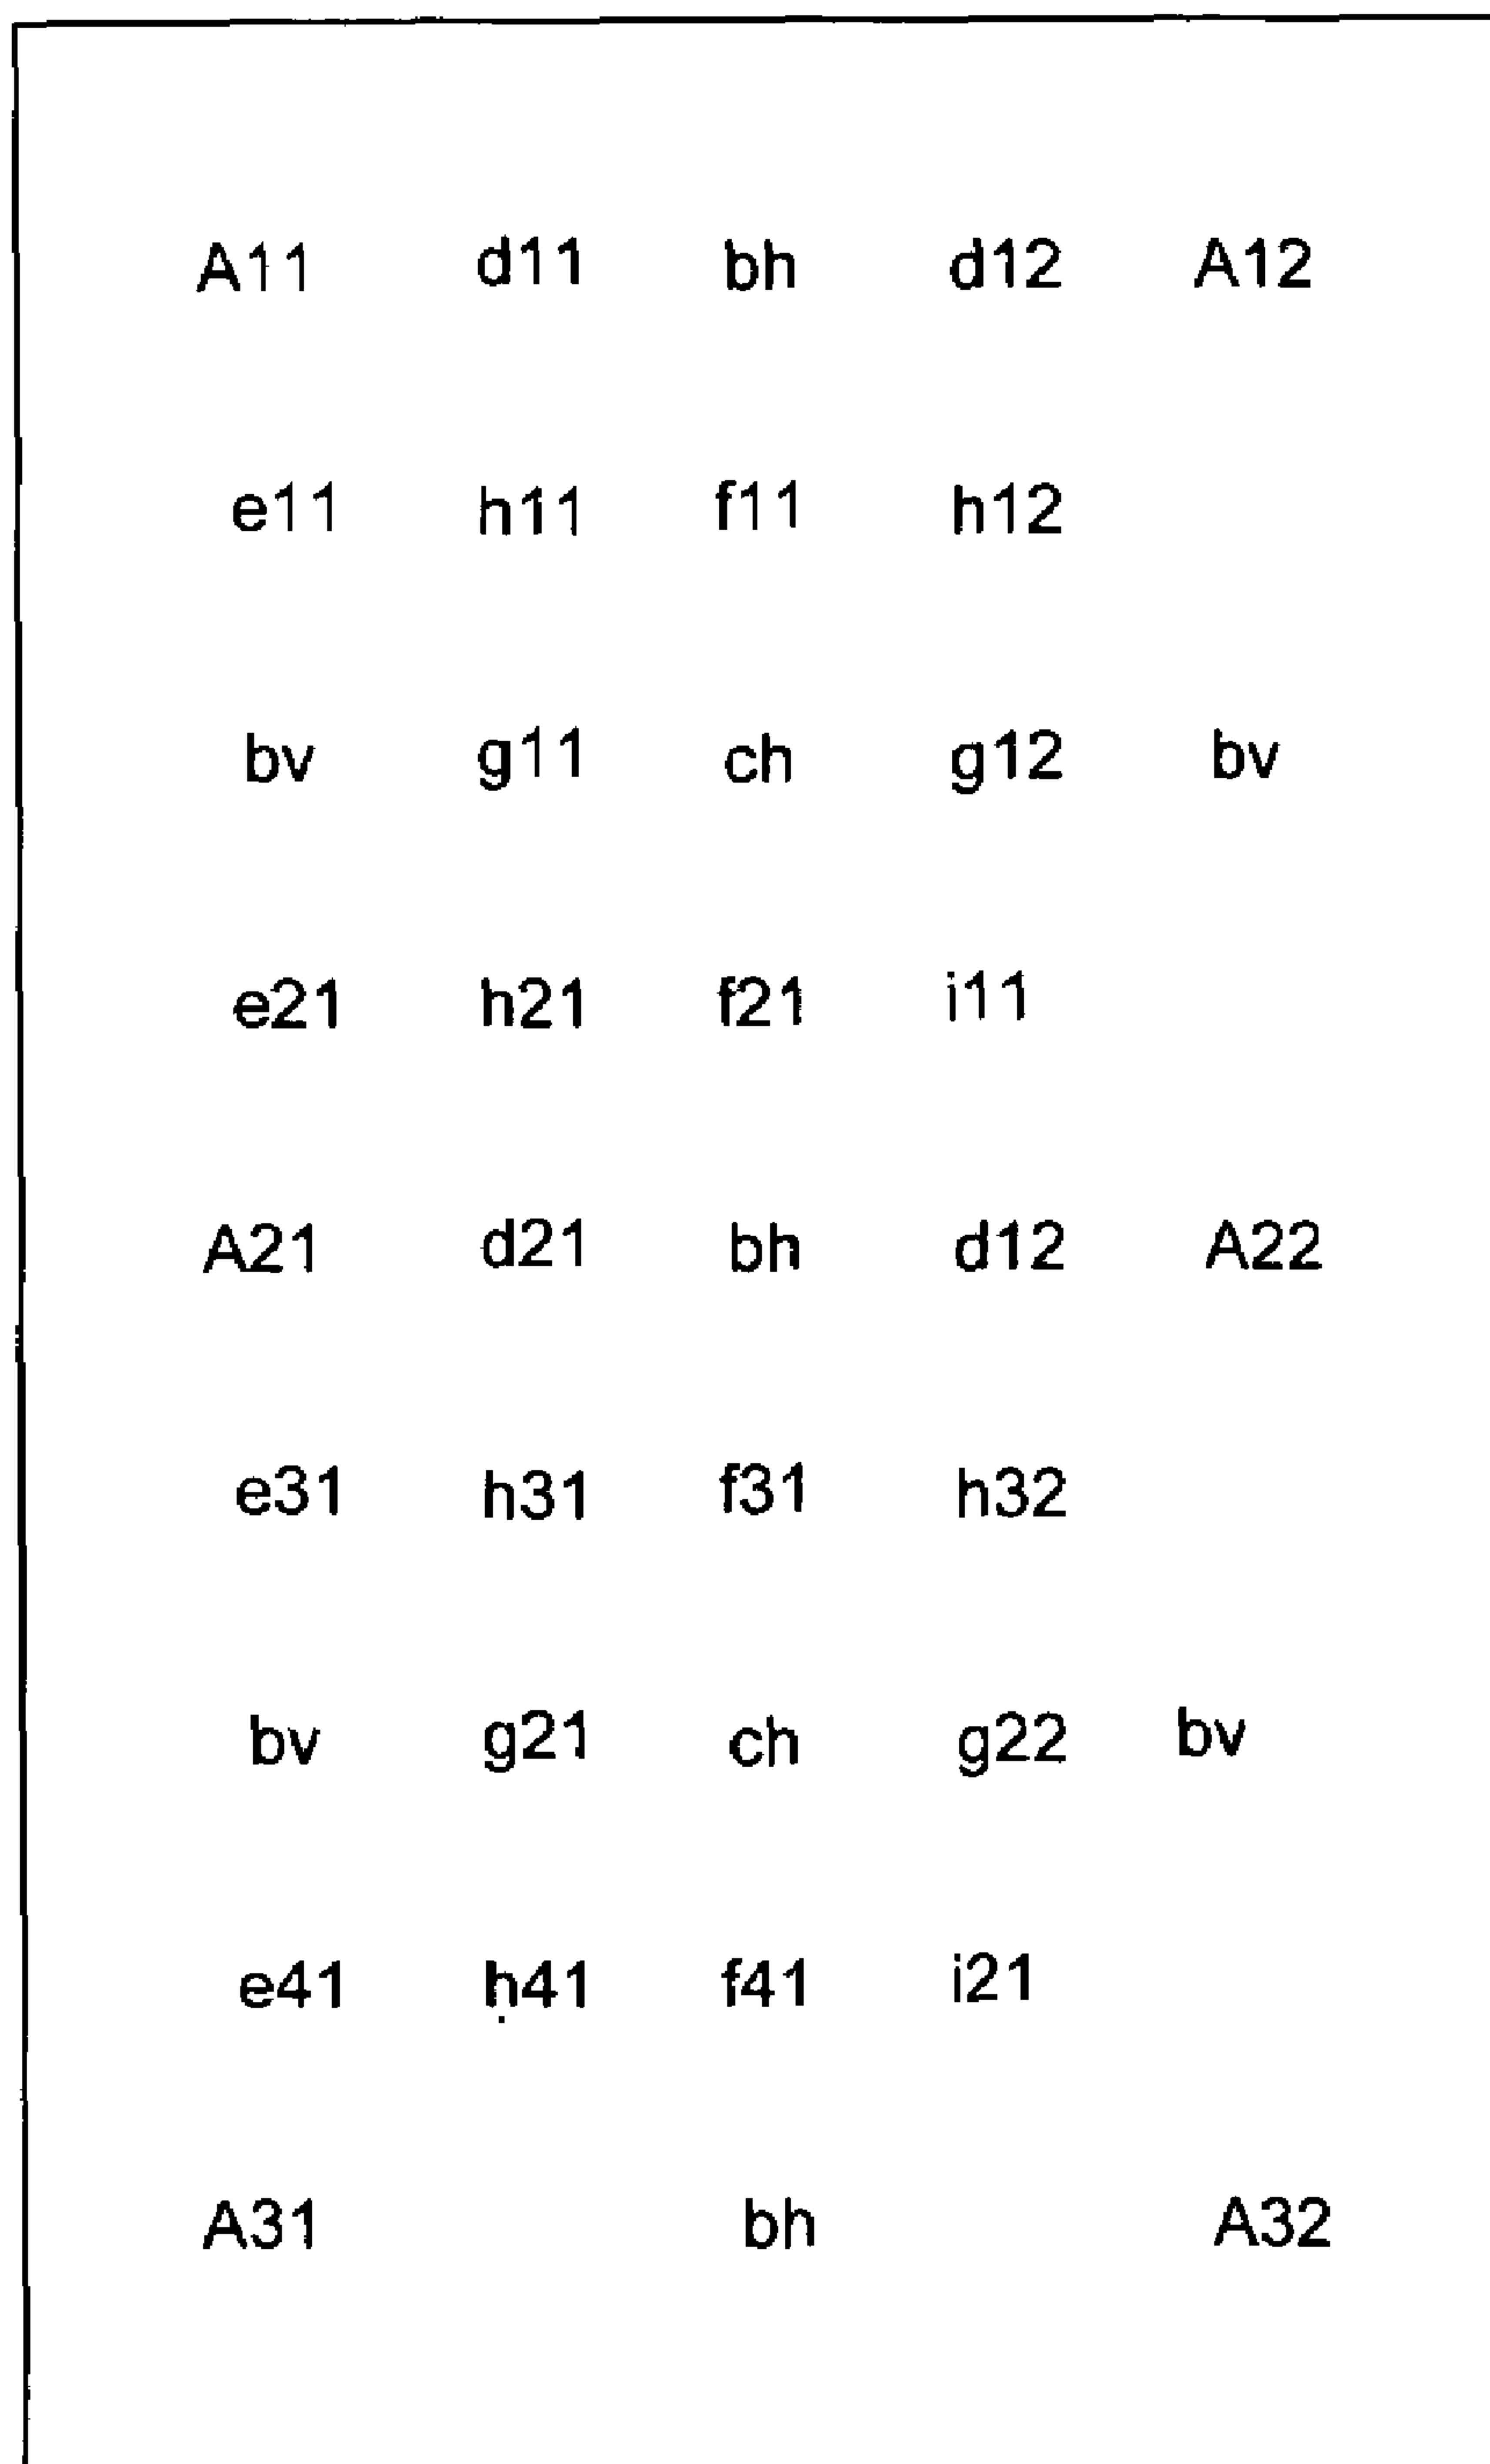 A11 d11 bh d12 A12
e11 h11 f11 h12
bv g11 ch g12 bv
e21 h21 f21 i11
A21 d21 bh d12 A22
e31 h31 f31 h32
bv g21 ch g22 bv
e41 h41 f41 i21
A31 bh A32